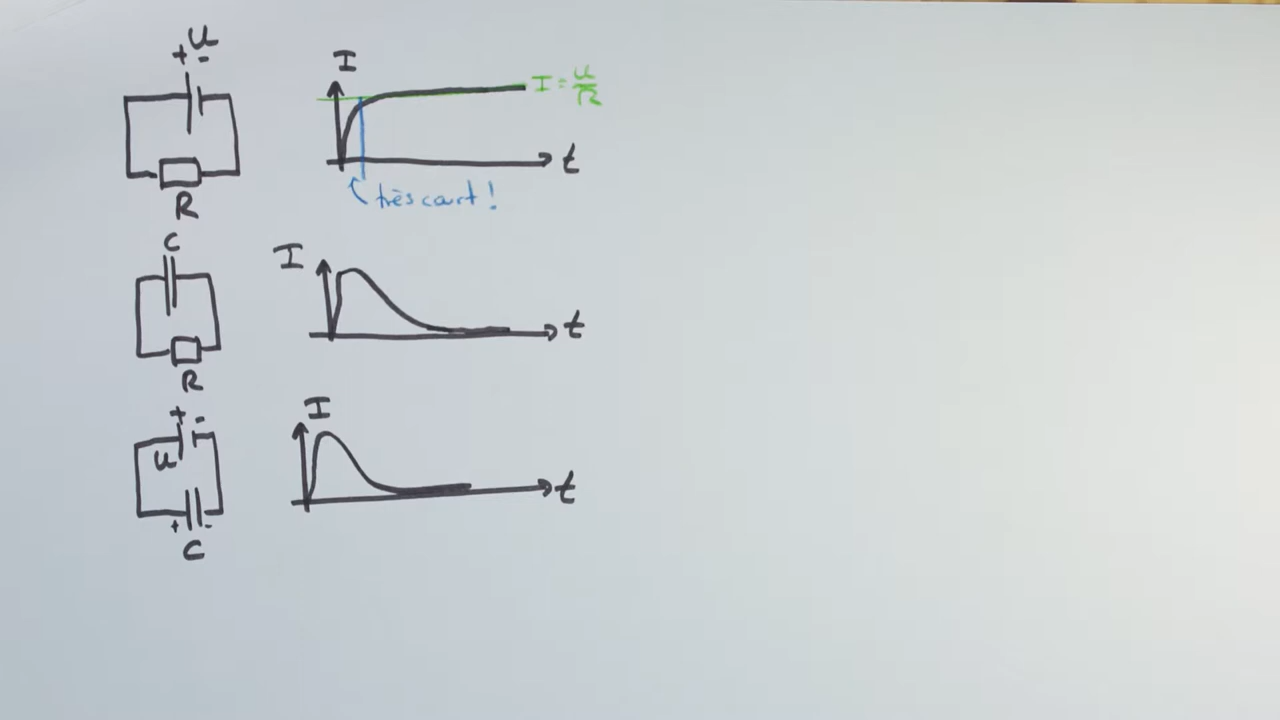 + U -
I
I = U/R
t
R
très court !
C
I
t
R
+ -
I
U
t
+ -
C